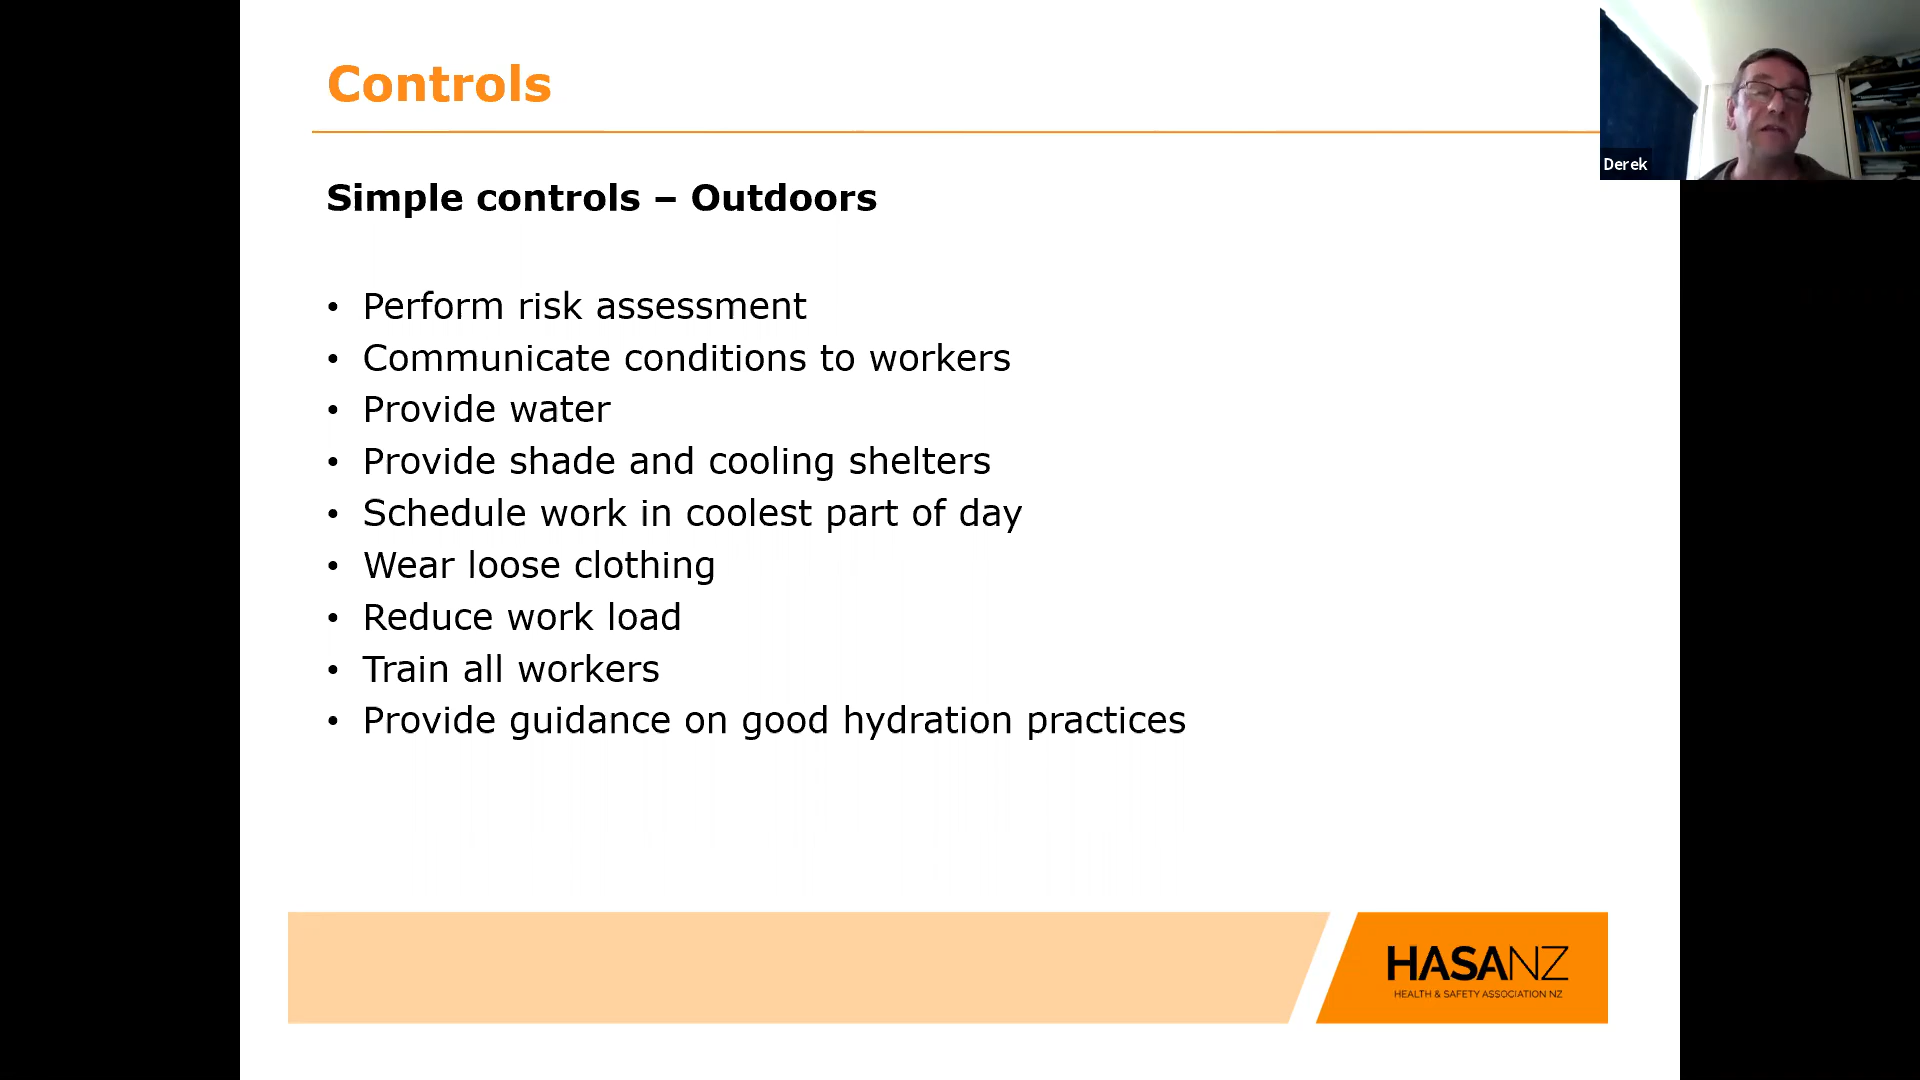 Controls
Simple controls – Outdoors
• Perform risk assessment
• Communicate conditions to workers
• Provide water
• Provide shade and cooling shelters
• Schedule work in coolest part of day
• Wear loose clothing
• Reduce work load
• Train all workers
• Provide guidance on good hydration practices
Derek
HASANZ
HEALTH & SAFETY ASSOCIATION NZ